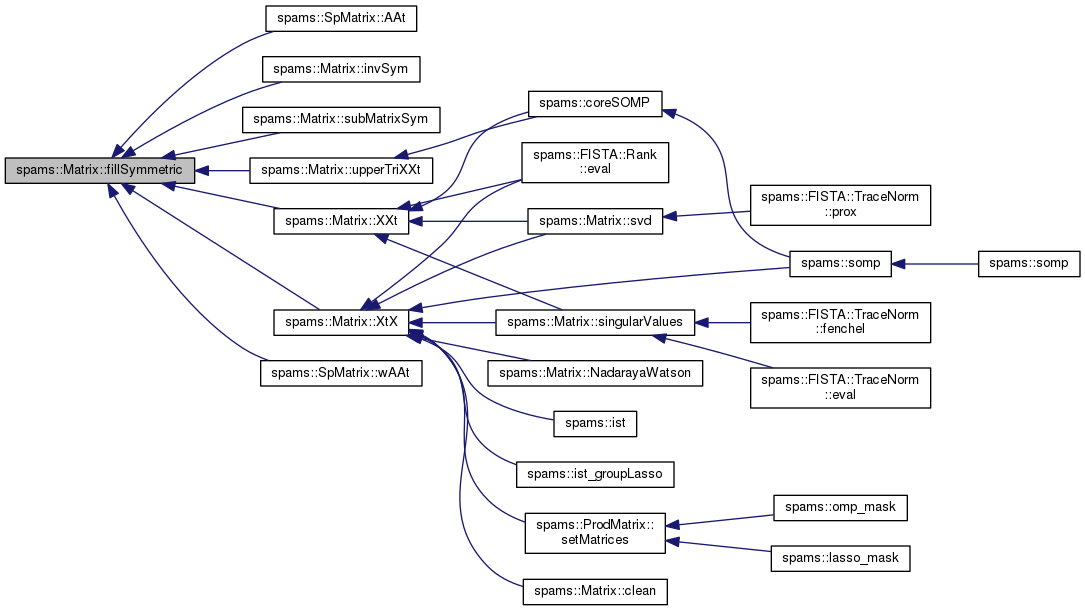 spams::SpMatrix::AAt
spams::Matrix::invSym
spams::Matrix::subMatrixSym
spams::Matrix::fillSymmetric
spams::Matrix::upperTriXXt
spams::Matrix::XXt
spams::Matrix::XtX
spams::SpMatrix::wAAt
spams::coreSOMP
spams::FISTA::Rank
::eval
spams::Matrix::svd
spams::Matrix::singularValues
spams::Matrix::NadarayaWatson
spams::ist
spams::ist_groupLasso
spams::ProdMatrix::
setMatrices
spams::Matrix::clean
spams::FISTA::TraceNorm
::prox
spams::somp
spams::somp
spams::FISTA::TraceNorm
::fenchel
spams::FISTA::TraceNorm
::eval
spams::omp_mask
spams::lasso_mask